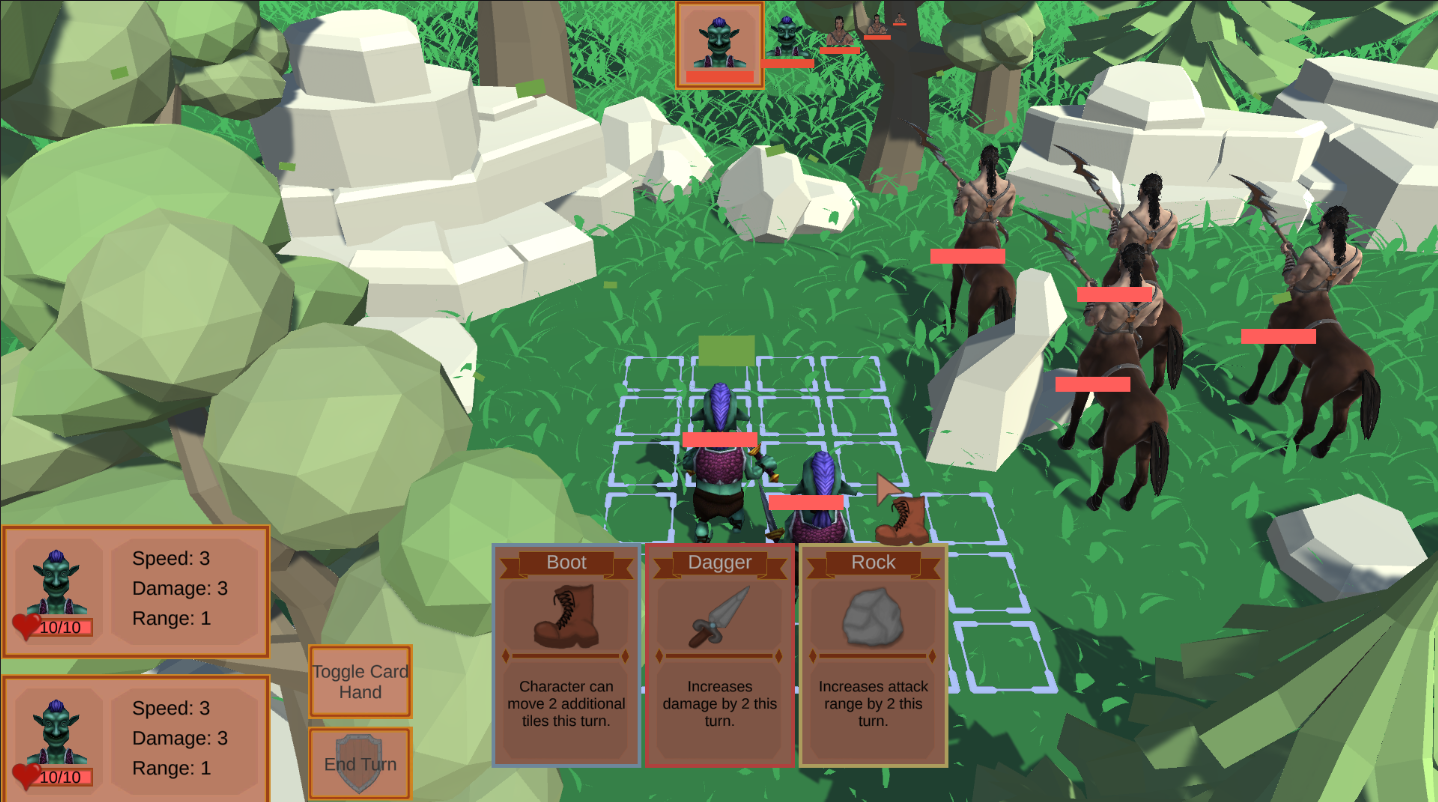 Speed: 3
Damage: 3
Range: 1
10/10
Speed: 3
Damage: 3
Range: 1
10/10
Toggle Card
Hand
End Turn
Boot
Character can
move 2 additional
tiles this turn.
Dagger
Increases
damage by 2 this
turn.
Rock
Increases attack
range by 2 this
turn.